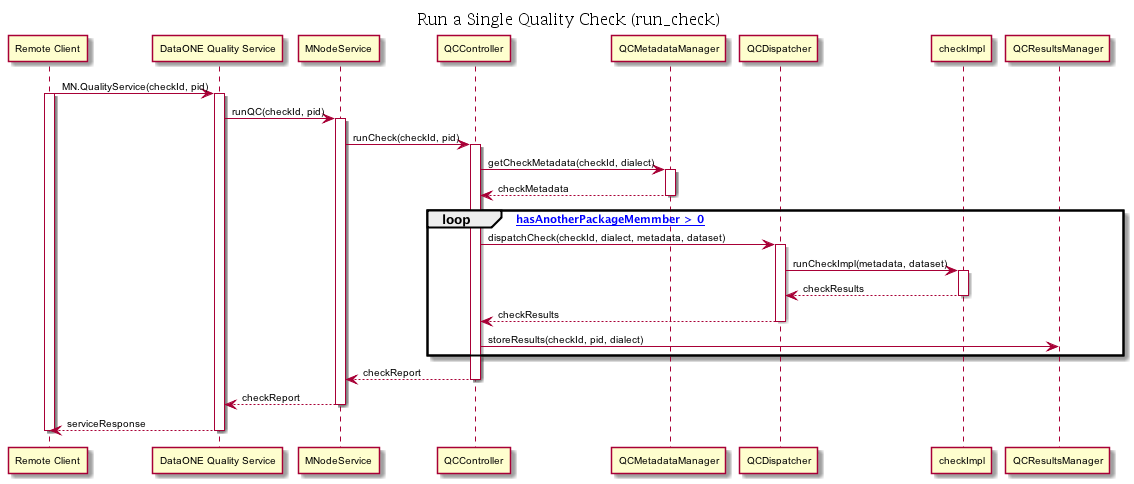 Run a Single Quality Check (run_check)
Remote Client
DataONE Quality Service
MNodeService
QCController
QCMetadataManager
QCDispatcher
checkImpl
QCResultsManager
MN.QualityService(checkId, pid)
runQC(checkId, pid)
runCheck(checkId, pid)
getCheckMetadata(checkId, dialect)
checkMetadata
loop
hasAnotherPackageMemmber > 0
dispatchCheck(checkId, dialect, metadata, dataset)
runCheckImpl(metadata, dataset)
checkResults
checkResults
storeResults(checkId, pid, dialect)
checkReport
checkReport
serviceResponse
Remote Client
DataONE Quality Service
MNodeService
QCController
QCMetadataManager
QCDispatcher
checkImpl
QCResultsManager